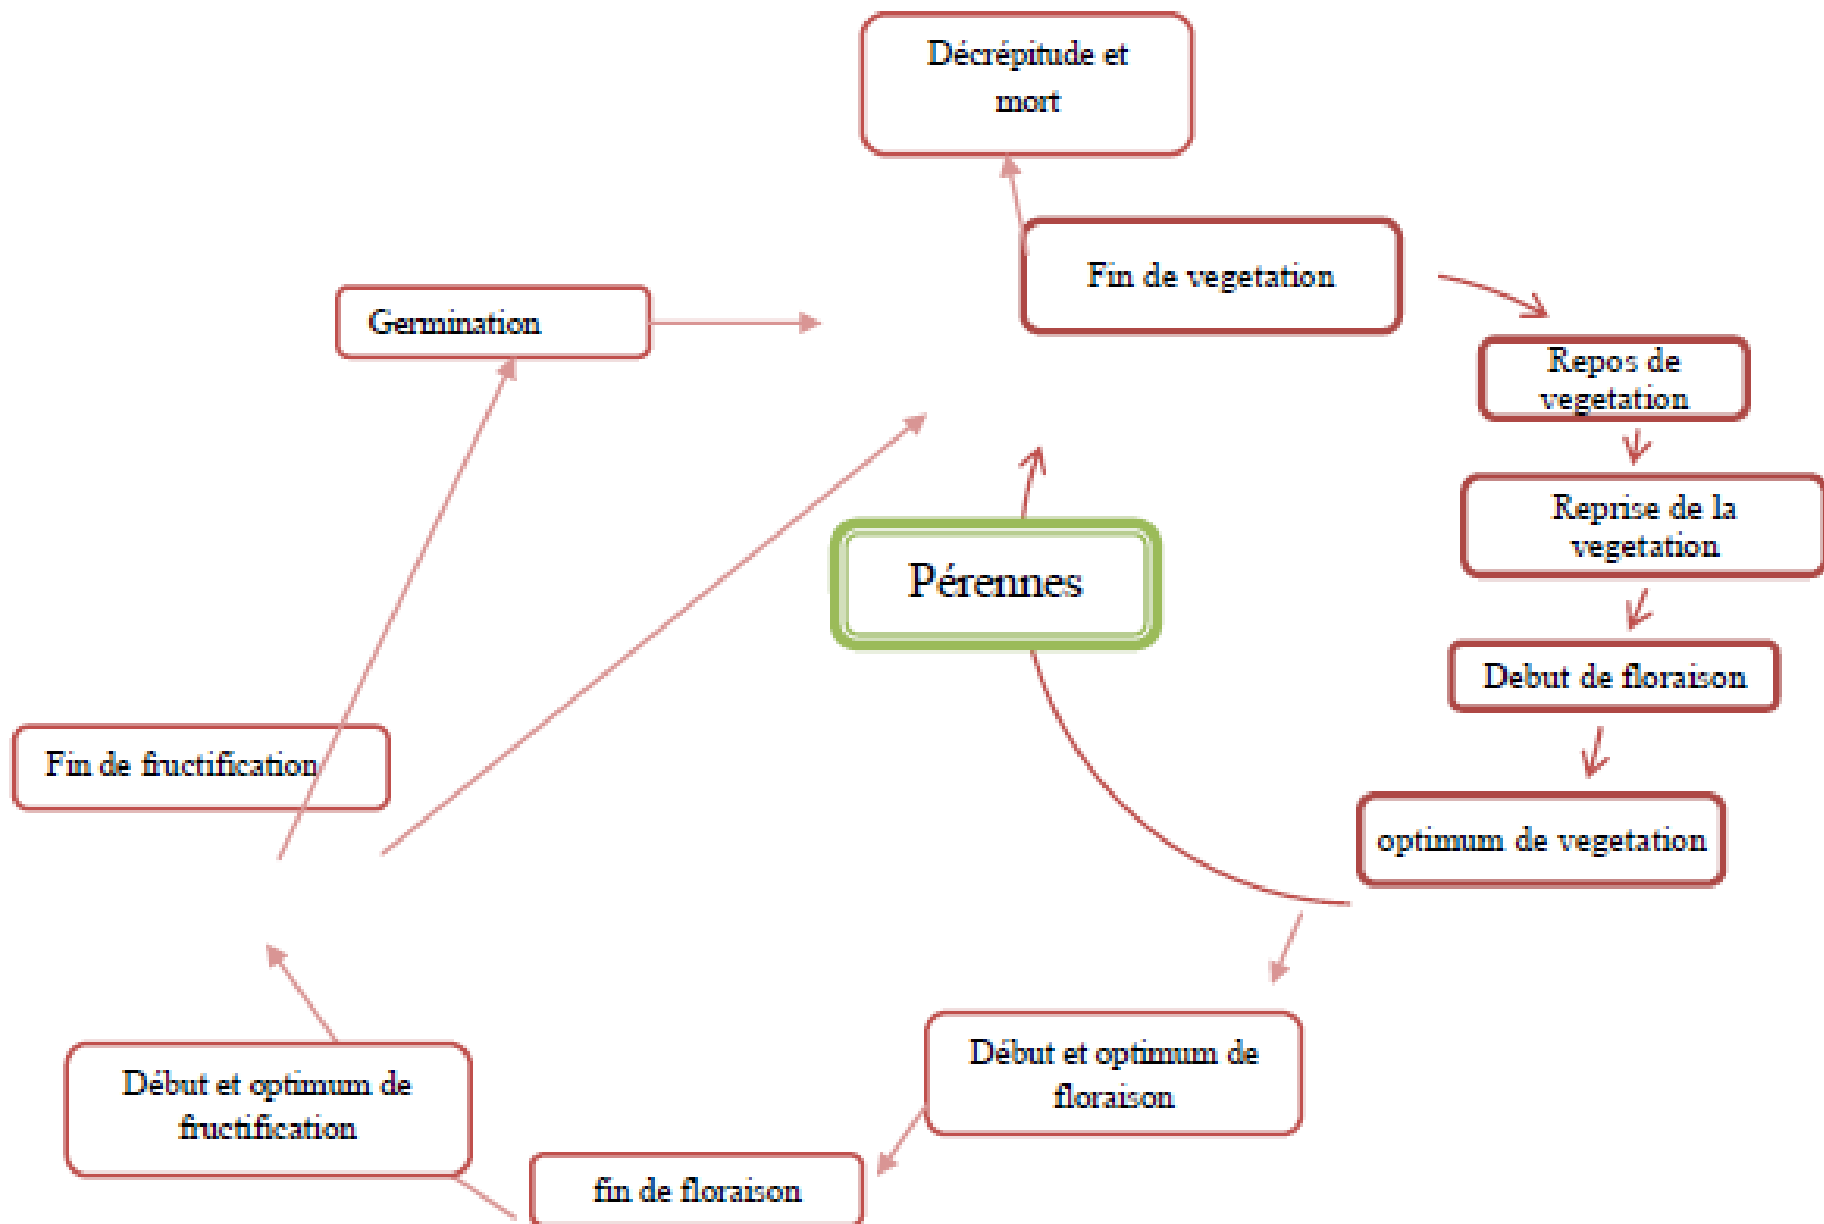 Décrépitude et
mort
Fin de vegetation
Germination
Repos de
vegetation
Reprise de la
vegetation
Pérennes
Debut de floraison
Fin de fructification
optimum de vegetation
Début et optimum de
floraison
Début et optimum de
fructification
fin de floraison